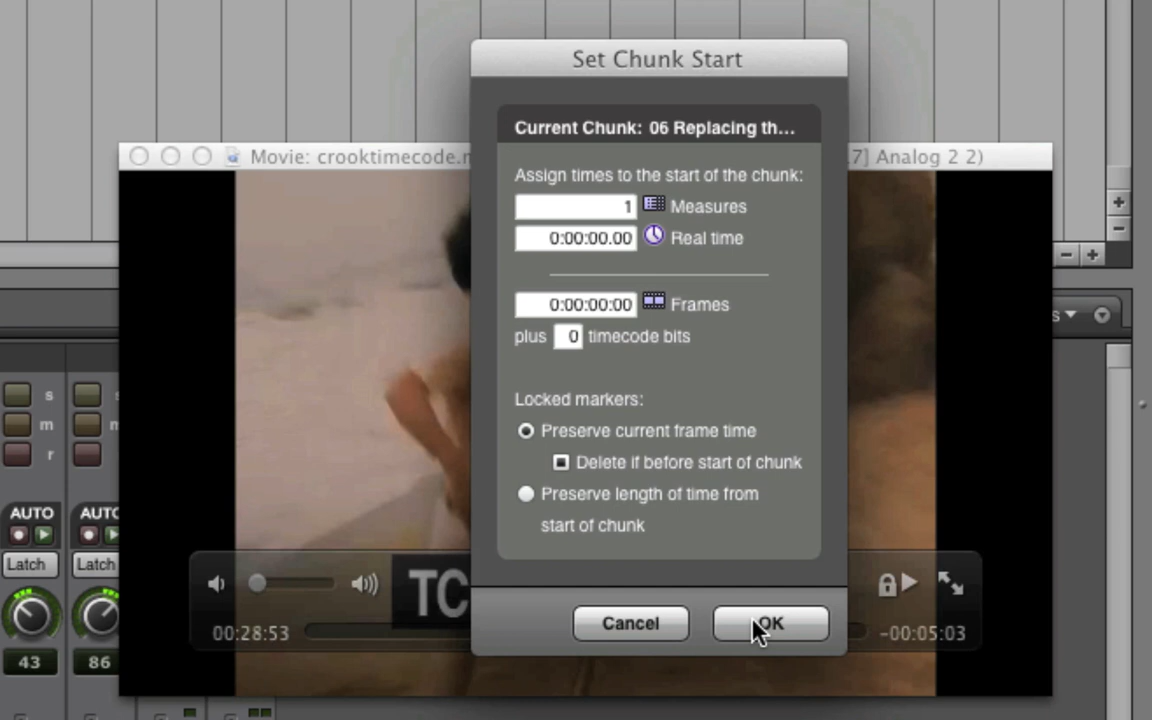 Set Chunk Start
Current Chunk: 06 Replacing th...
Movie: crooktimecode.m
7] Analog 2 2)
Assign times to the start of the chunk:
1 Measures
0:00:00.00 Real time
0:00:00:00 Frames
plus 0 timecode bits
Locked markers:
Preserve current frame time
Delete if before start of chunk
Preserve length of time from
start of chunk
Cancel OK
s
m
r
s
AUTO AUTO
Latch Latch
43 86
TC
00:28:53 -00:05:03